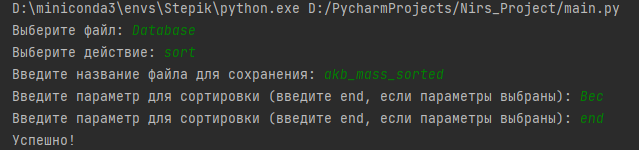 D:\miniconda3\envs\Stepik\python.exe D:/PycharmProjects/Nirs_Project/main.py
Выберите файл: Database
Выберите действие: sort
Введите название файла для сохранения: akb_mass_sorted
Введите параметр для сортировки (введите end, если параметры выбраны): Вес
Введите параметр для сортировки (введите end, если параметры выбраны): end
Успешно!